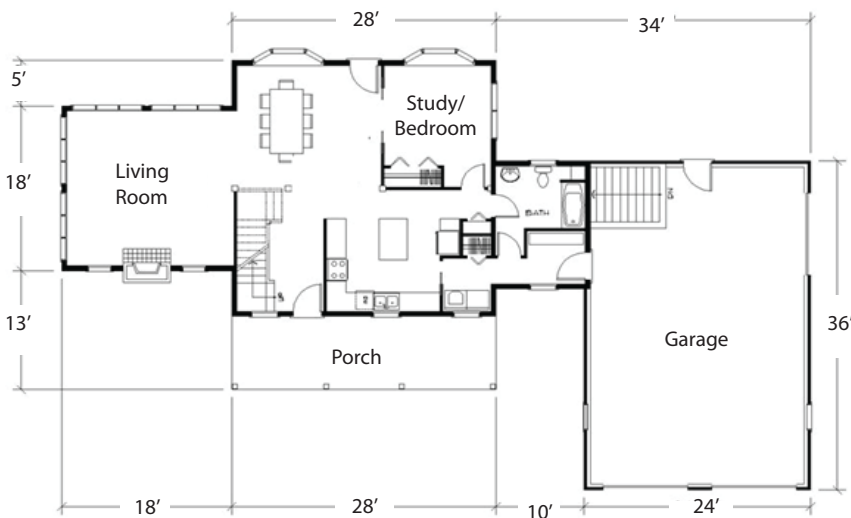 28'
34'
5'
Study/
Bedroom
Living
Room
18'
BATH
13'
Porch
Garage
36'
18'
28'
10'
24'